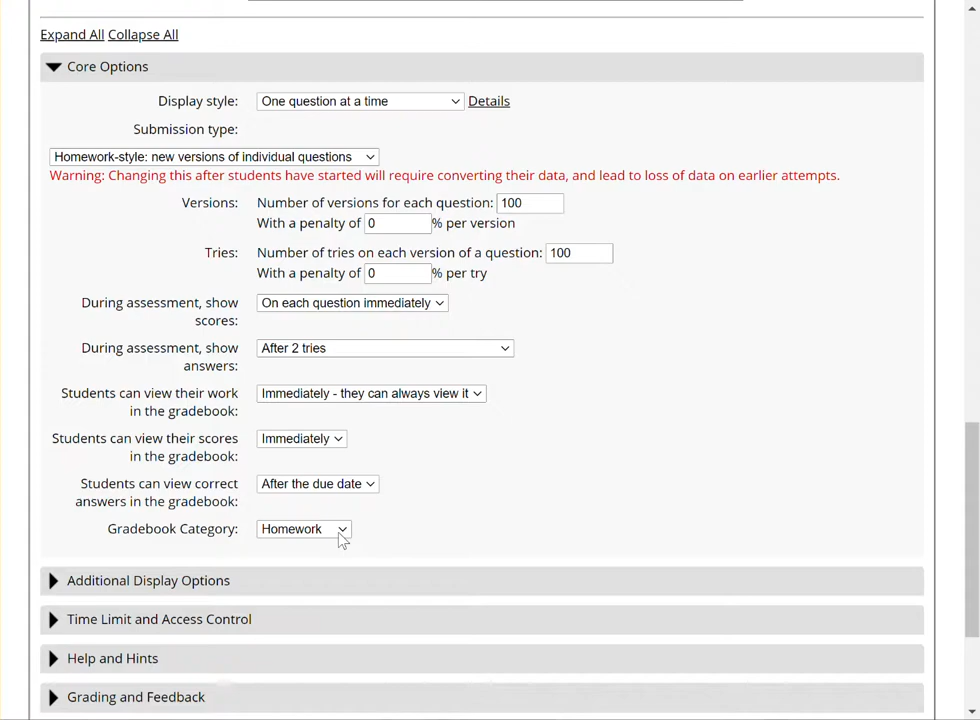 Expand All Collapse All
Core Options
Display style: One question at a time Details
Submission type:
Homework-style: new versions of individual questions
Warning: Changing this after students have started will require converting their data, and lead to loss of data on earlier attempts.
Versions: Number of versions for each question: 100
With a penalty of 0 % per version
Tries: Number of tries on each version of a question: 100
With a penalty of 0 % per try
During assessment, show scores: On each question immediately
During assessment, show answers: After 2 tries
Students can view their work in the gradebook: Immediately - they can always view it
Students can view their scores in the gradebook: Immediately
Students can view correct answers in the gradebook: After the due date
Gradebook Category: Homework
Additional Display Options
Time Limit and Access Control
Help and Hints
Grading and Feedback